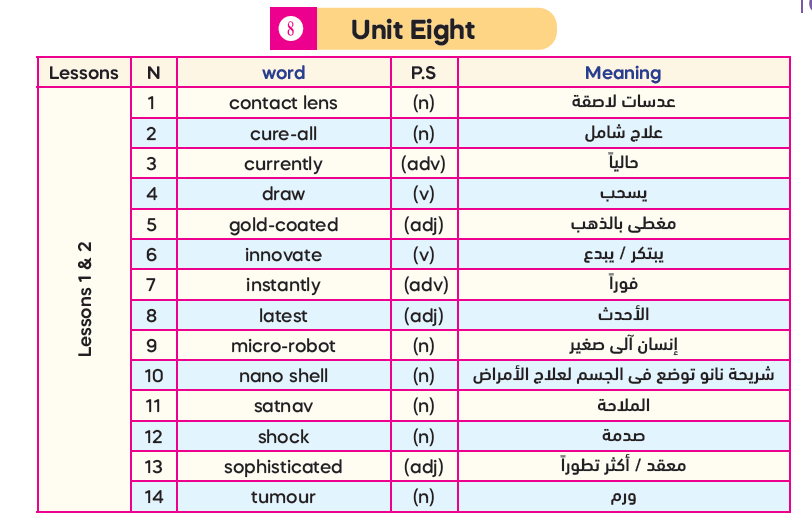 8 Unit Eight
Lessons N word P.S Meaning
Lessons 1 & 2
1 contact lens (n) عدسات لاصقة
2 cure-all (n) علاج شامل
3 currently (adv) حالياً
4 draw (v) يسحب
5 gold-coated (adj) مغطى بالذهب
6 innovate (v) يبتكر / يبدع
7 instantly (adv) فوراً
8 latest (adj) الأحدث
9 micro-robot (n) إنسان آلى صغير
10 nano shell (n) شريحة نانو توضع فى الجسم لعلاج الأمراض
11 satnav (n) الملاحة
12 shock (n) صدمة
13 sophisticated (adj) معقد / أكثر تطوراً
14 tumour (n) ورم